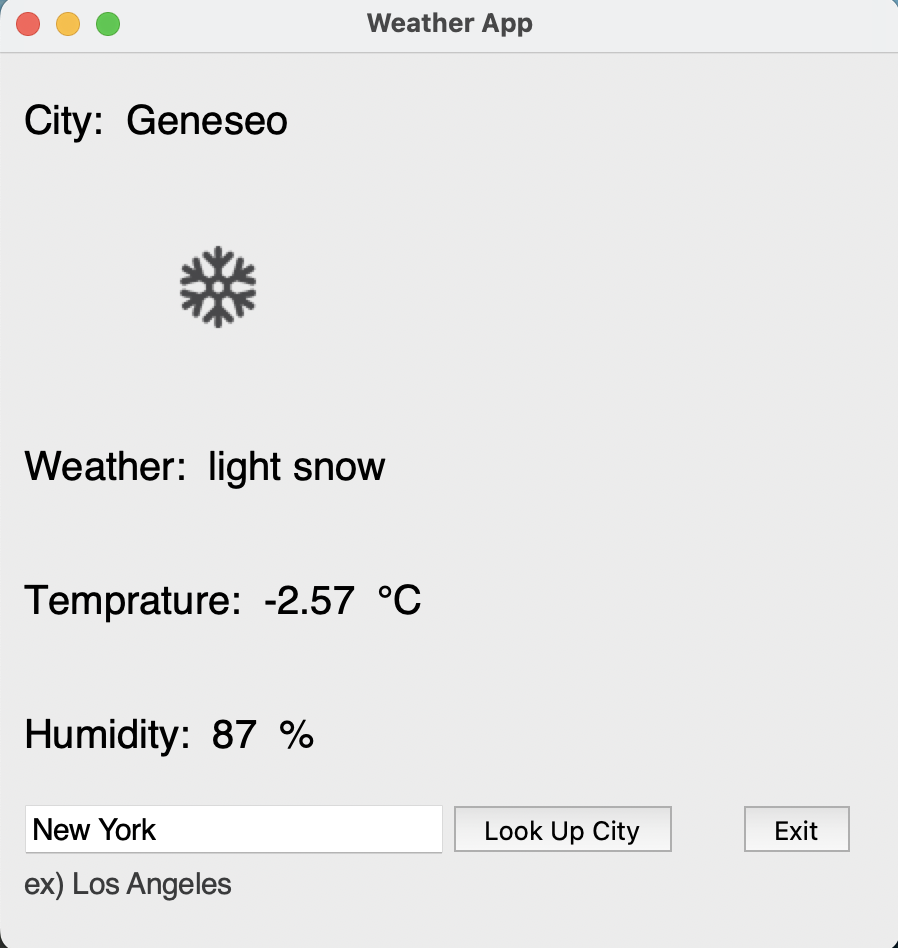 Weather App
City: Geneseo
Weather: light snow
Temprature: -2.57 °C
Humidity: 87 %
New York
Look Up City
Exit
ex) Los Angeles